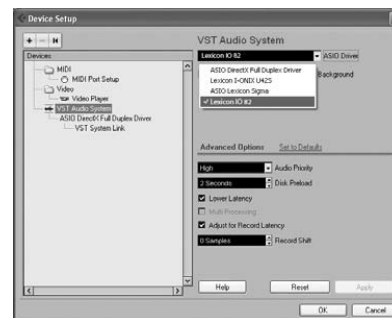 Device Setup
Devices
MIDI
MIDI Port Setup
Video
Video Player
VST Audio System
ASIO DirectX Full Duplex Driver
VST System Link
VST Audio System
Lexicon IO 82
ASIO Driver
ASIO DirectX Full Duplex Driver
Lexicon I-ONIX U42S
ASIO Lexicon Sigma
✓ Lexicon IO 82
Background
Advanced Options
Set to Defaults
High
Audio Priority
2 Seconds
Disk Preload
Lower Latency
Multi Processing
Adjust for Record Latency
0 Samples
Record Shift
Help
Reset
Apply
OK
Cancel